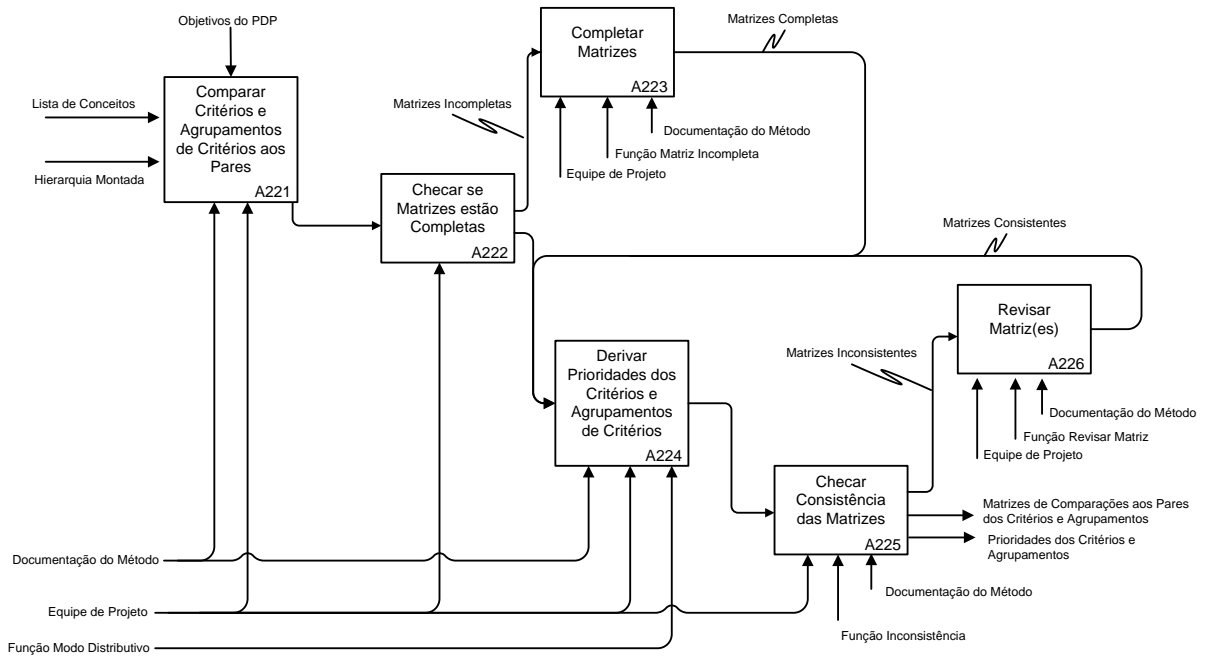 Objetivos do PDP
Matrizes Completas
Completar
Matrizes
A223
Comparar
Critérios e
Agrupamentos
de Critérios aos
Pares
A221
Lista de Conceitos
Hierarquia Montada
Matrizes Incompletas
Documentação do Método
Função Matriz Incompleta
Equipe de Projeto
Checar se
Matrizes estão
Completas
A222
Matrizes Consistentes
Revisar
Matriz(es)
A226
Matrizes Inconsistentes
Derivar
Prioridades dos
Critérios e
Agrupamentos
de Critérios
A224
Documentação do Método
Função Revisar Matriz
Equipe de Projeto
Checar
Consistência
das Matrizes
A225
Matrizes de Comparações aos Pares
dos Critérios e Agrupamentos
Prioridades dos Critérios e
Agrupamentos
Documentação do Método
Documentação do Método
Equipe de Projeto
Função Inconsistência
Função Modo Distributivo